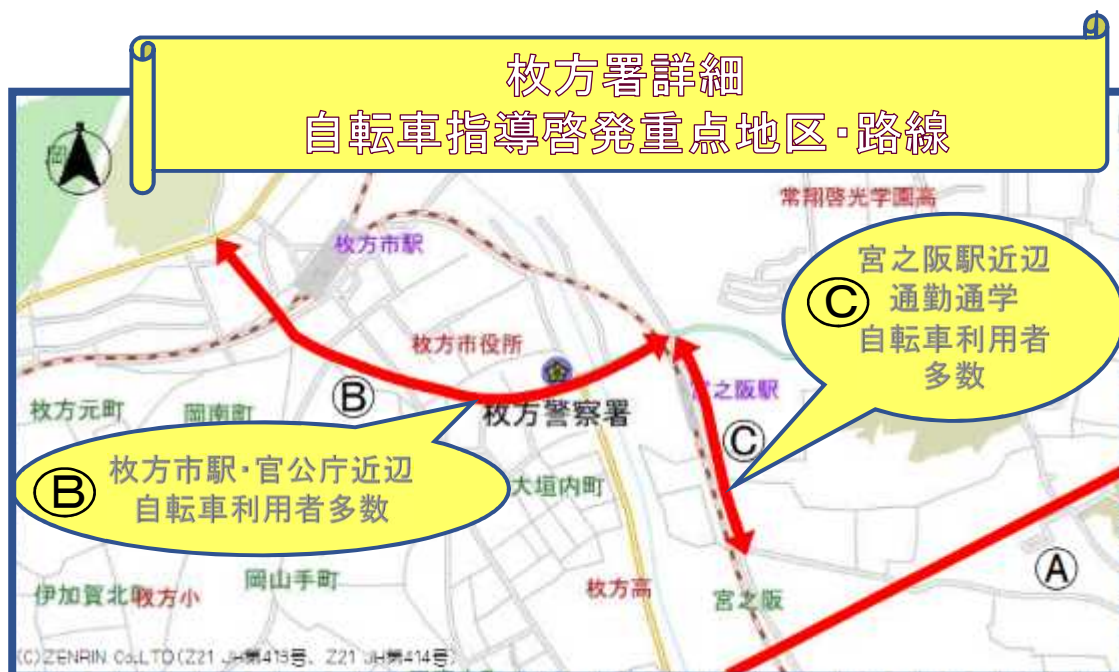 枚方署詳細
自転車指導啓発重点地区・路線
岡
常翔啓光学園高
枚方市駅
Ⓒ
宮之阪駅近辺
通勤通学
自転車利用者
多数
枚方市役所
Ⓑ
宮之阪駅
枚方元町
岡南町
枚方警察署
Ⓒ
Ⓑ
枚方市駅・官公庁近辺
自転車利用者多数
大垣内町
Ⓐ
岡山手町
枚方高
宮之阪
伊加賀北町
枚方小
(C)ZENRIN Co.LTD(Z21 JH第413号、Z21 JH第414号)